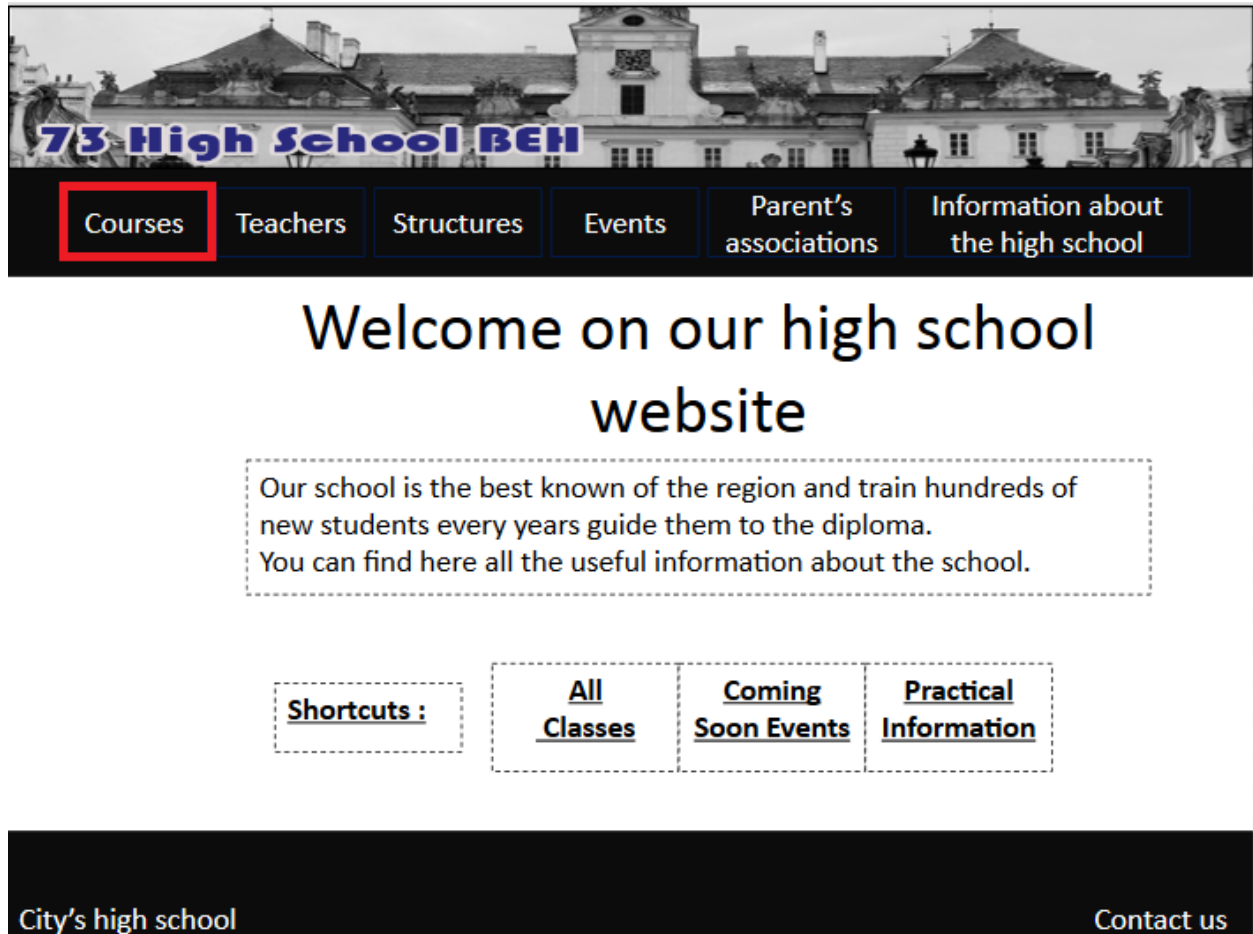 73 High School BEH
Courses
Teachers
Structures
Events
Parent's
associations
Information about
the high school
Welcome on our high school
website
Our school is the best known of the region and train hundreds of
new students every years guide them to the diploma.
You can find here all the useful information about the school.
Shortcuts :
All
Classes
Coming
Soon Events
Practical
Information
City's high school
Contact us